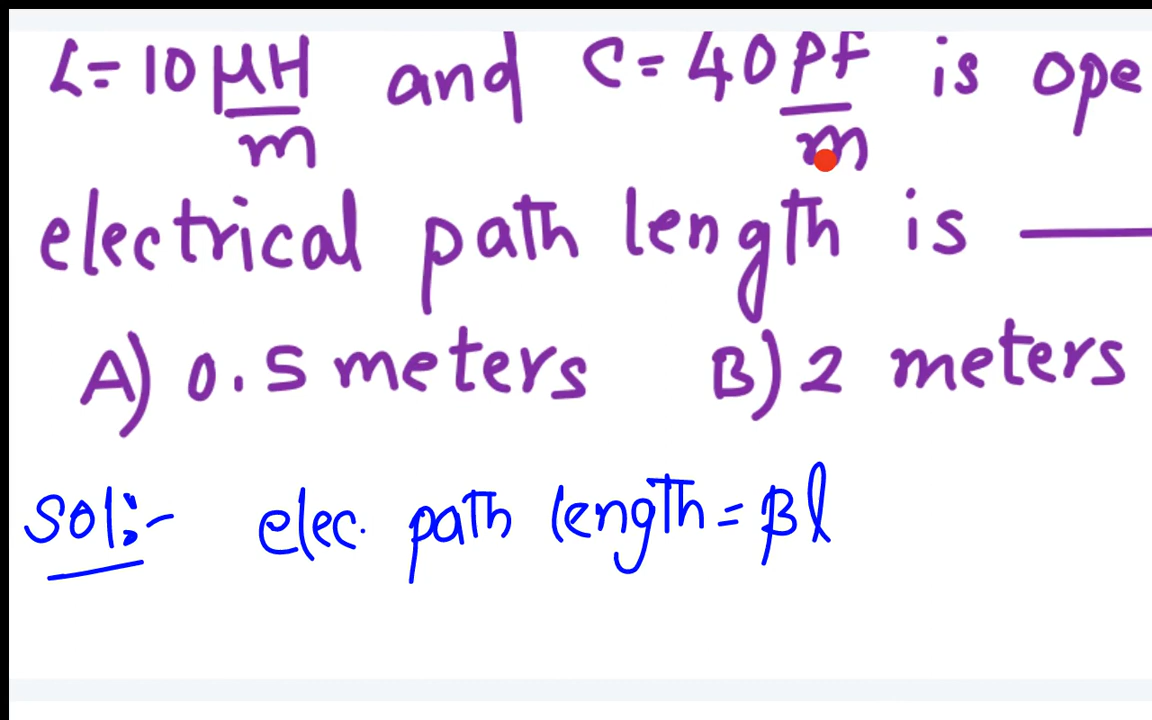 L=10 μH/m and C=40 PF/m is ope
electrical path length is —
A) 0.5 meters B) 2 meters
Sol:- elec. path length = βl